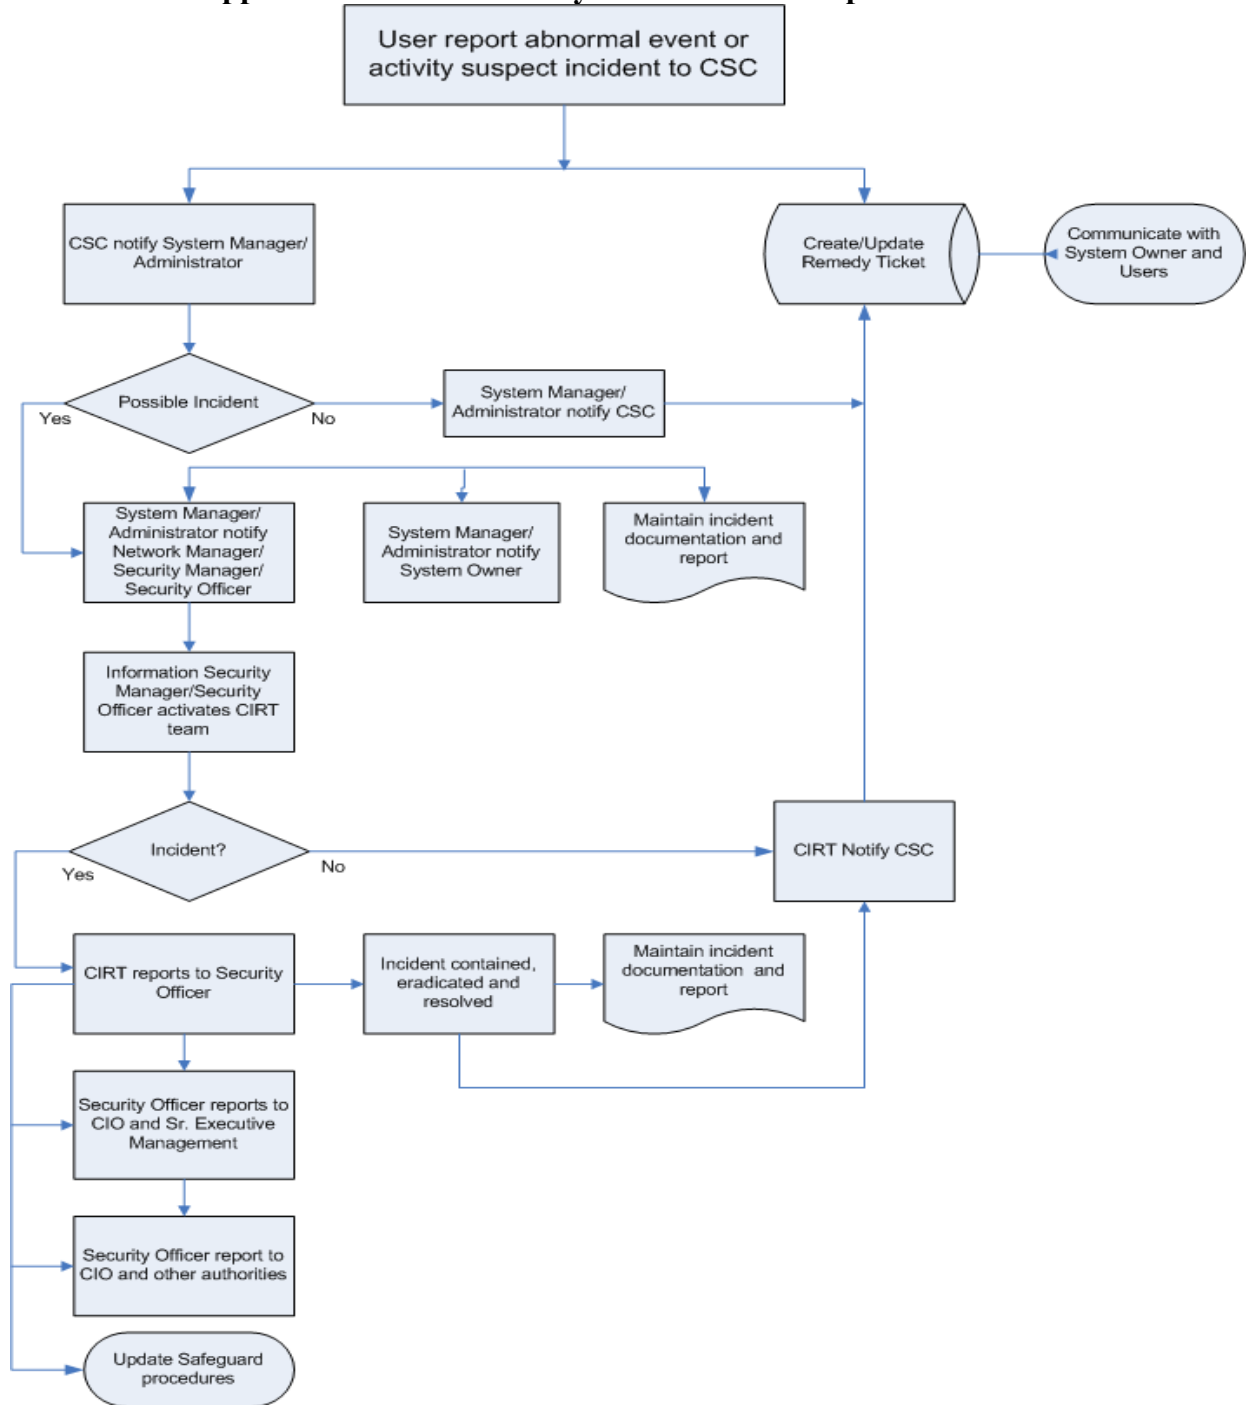 User report abnormal event or
activity suspect incident to CSC
CSC notify System Manager/
Administrator
Create/Update
Remedy Ticket
Communicate with
System Owner and
Users
Possible Incident
Yes
No
System Manager/
Administrator notify CSC
System Manager/
Administrator notify
Network Manager/
Security Manager/
Security Officer
System Manager/
Administrator notify
System Owner
Maintain incident
documentation and
report
Information Security
Manager/Security
Officer activates CIRT
team
Incident?
Yes
No
CIRT Notify CSC
CIRT reports to Security
Officer
Incident contained,
eradicated and
resolved
Maintain incident
documentation and
report
Security Officer reports to
CIO and Sr. Executive
Management
Security Officer report to
CIO and other authorities
Update Safeguard
procedures